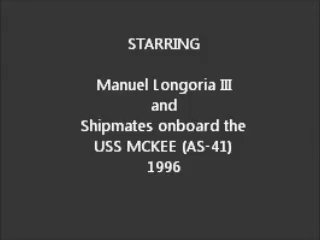 STARRING
Manuel Longoria III
and
Shipmates onboard the
USS MCKEE (AS-41)
1996